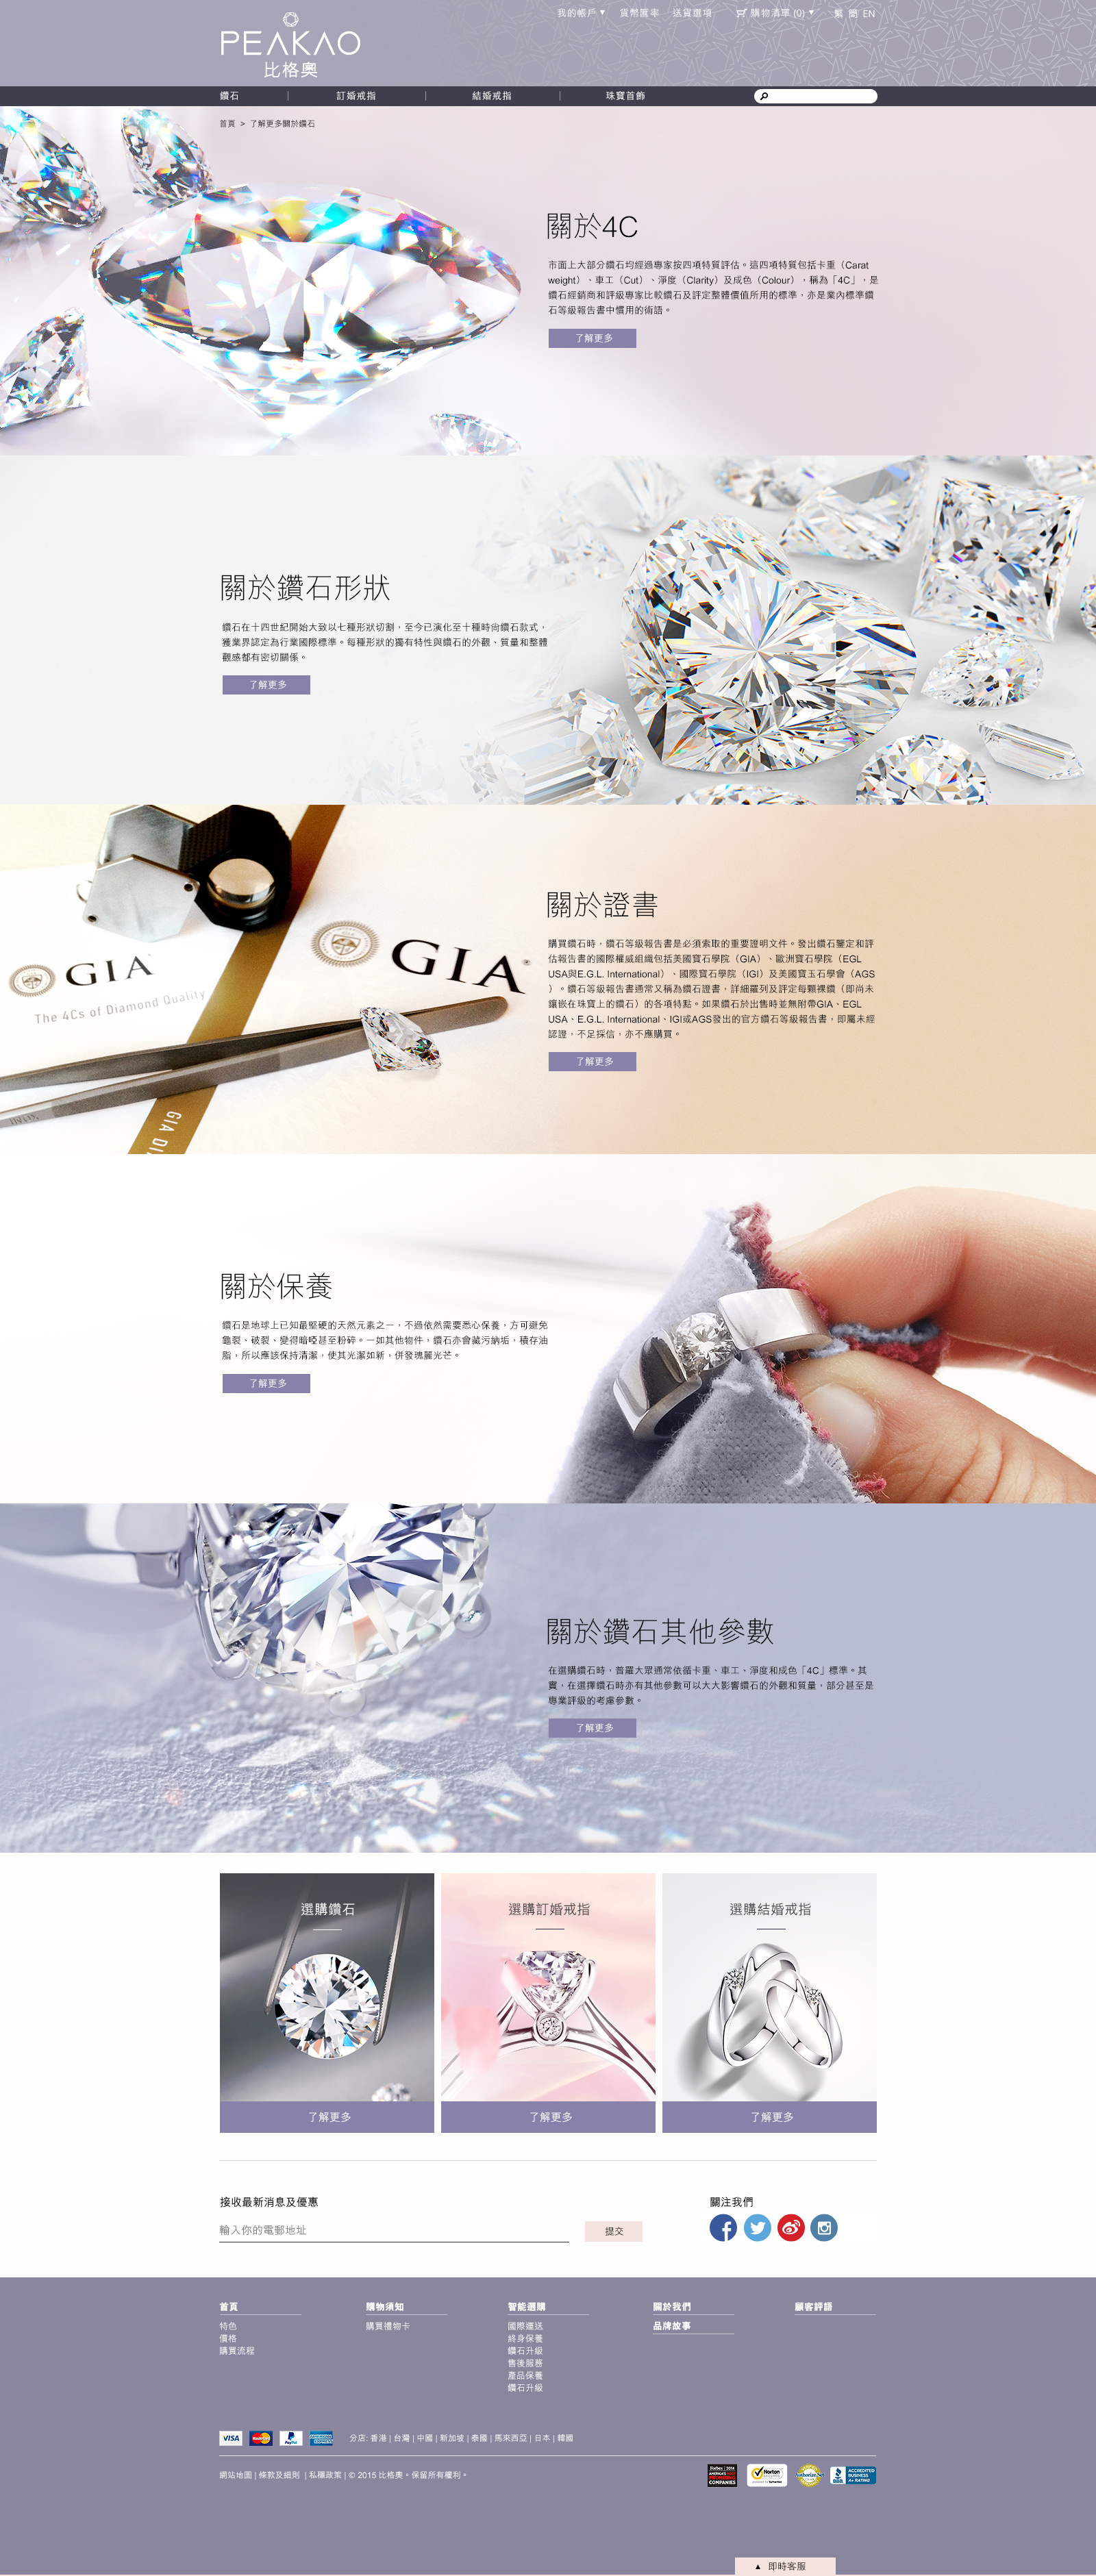 我的帳戶 ▼ 貨幣匯率 送貨選項 購物清單 (0) ▼ 繁 簡 EN
PEAKAO
比格奧
鑽石 | 訂婚戒指 | 結婚戒指 | 珠寶首飾
首頁 > 了解更多關於鑽石
關於4C
市面上大部分鑽石均經過專家按四項特質評估。這四項特質包括卡重（Carat
weight）、車工（Cut）、淨度（Clarity）及成色（Colour），稱為「4C」，是
鑽石經銷商和評級專家比較鑽石及評定整體價值所用的標準，亦是業內標準鑽
石等級報告書中慣用的術語。
了解更多
關於鑽石形狀
鑽石在十四世紀開始大致以七種形狀切割，至今已演化至十種時尚鑽石款式，
獲業界認定為行業國際標準。每種形狀的獨有特性與鑽石的外觀、質量和整體
觀感都有密切關係。
了解更多
GIA
The 4Cs of Diamond Quality
GIA
GIA DI
關於證書
購買鑽石時，鑽石等級報告書是必須索取的重要證明文件。發出鑽石鑒定和評
估報告書的國際權威組織包括美國寶石學院（GIA）、歐洲寶石學院（EGL
USA與E.G.L. International）、國際寶石學院（IGI）及美國寶玉石學會（AGS
）。鑽石等級報告書通常又稱為鑽石證書，詳細羅列及評定每顆裸鑽（即尚未
鑲嵌在珠寶上的鑽石）的各項特點。如果鑽石於出售時並無附帶GIA、EGL
USA、E.G.L. International、IGI或AGS發出的官方鑽石等級報告書，即屬未經
認證，不足採信，亦不應購買。
了解更多
關於保養
鑽石是地球上已知最堅硬的天然元素之一，不過依然需要悉心保養，方可避免
龜裂、破裂、變得暗啞甚至粉碎。一如其他物件，鑽石亦會藏污納垢，積存油
脂，所以應該保持清潔，使其光潔如新，併發瑰麗光芒。
了解更多
關於鑽石其他參數
在選購鑽石時，普羅大眾通常依循卡重、車工、淨度和成色「4C」標準。其
實，在選擇鑽石時亦有其他參數可以大大影響鑽石的外觀和質量，部分甚至是
專業評級的考慮參數。
了解更多
選購鑽石 選購訂婚戒指 選購結婚戒指
了解更多 了解更多 了解更多
接收最新消息及優惠 關注我們
輸入你的電郵地址 提交
首頁 購物須知 智能選購 關於我們 顧客評語
特色 購買禮物卡 國際運送 品牌故事
價格 終身保養
購買流程 鑽石升級
售後服務
產品保養
鑽石升級
VISA MasterCard PayPal AMERICAN EXPRESS 分店: 香港 | 台灣 | 中國 | 新加坡 | 泰國 | 馬來西亞 | 日本 | 韓國
網站地圖 | 條款及細則 | 私穩政策 | © 2015 比格奧。保留所有權利。
Forbes 2014 COMPANIES Norton BBB ACCREDITED BUSINESS A+ RATING
▲ 即時客服